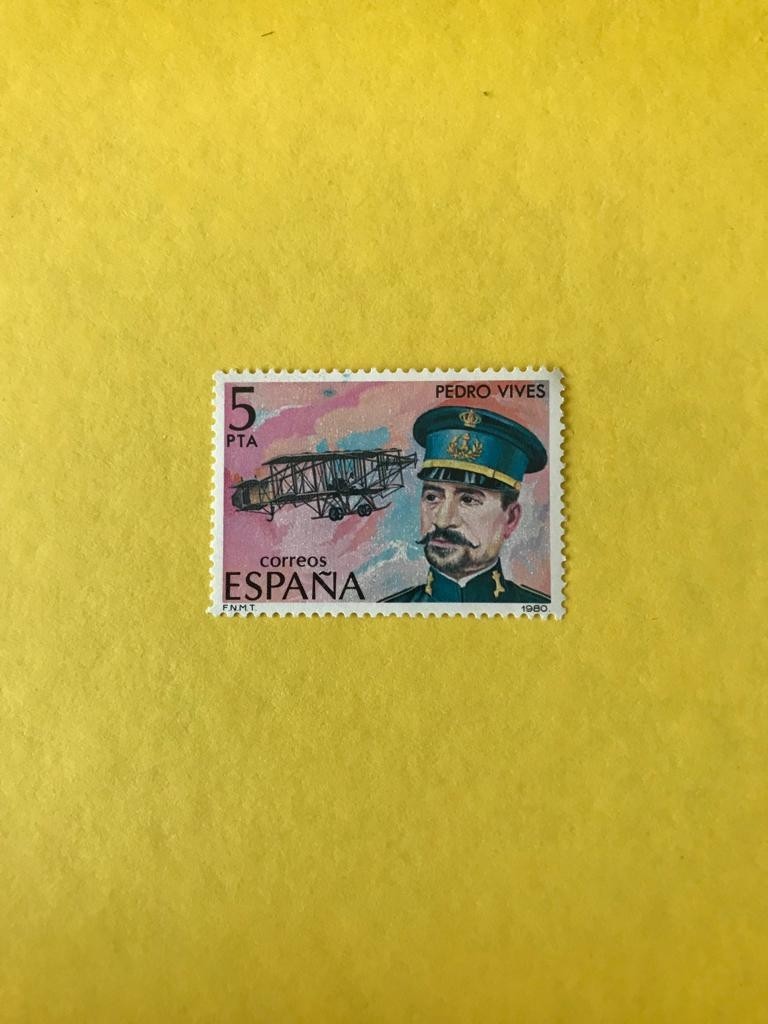 5
PTA
PEDRO VIVES
correos
ESPAÑA
F.N.M.T.
1980.